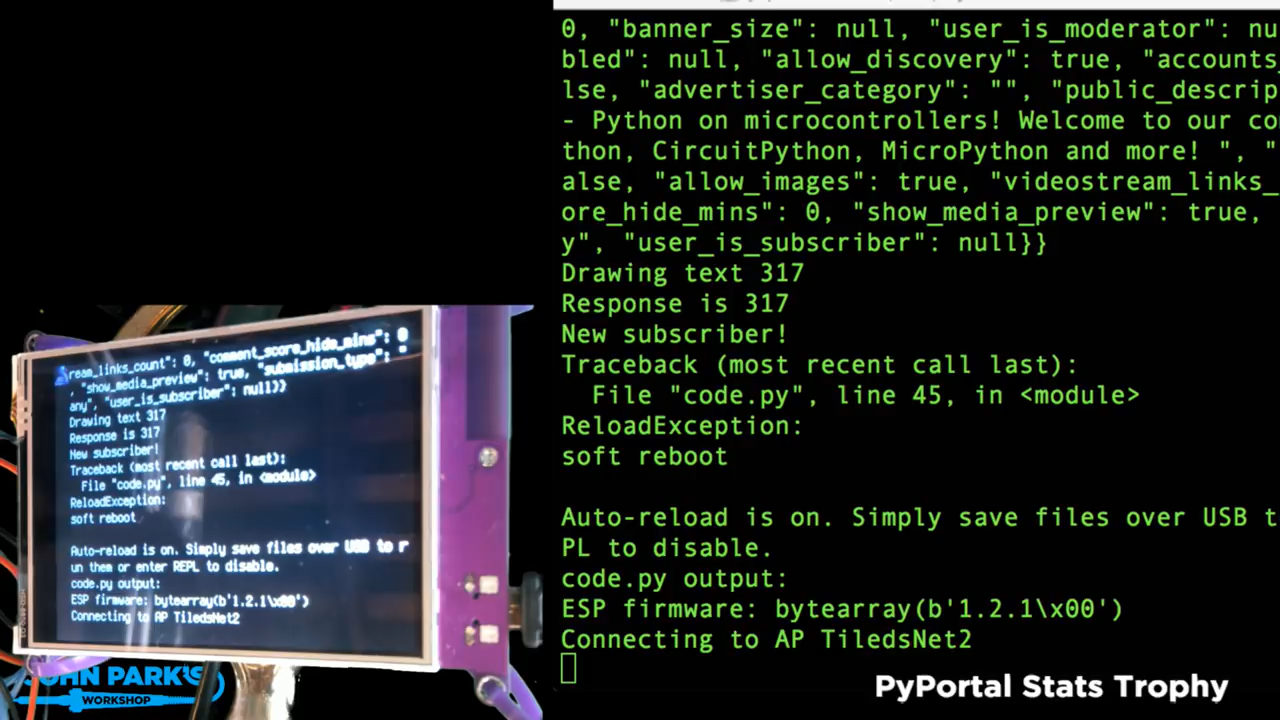 0, "banner_size": null, "user_is_moderator": nu
bled": null, "allow_discovery": true, "accounts_
lse, "advertiser_category": "", "public_descrip
- Python on microcontrollers! Welcome to our co
thon, CircuitPython, MicroPython and more! ", "
alse, "allow_images": true, "videostream_links_
ore_hide_mins": 0, "show_media_preview": true,
y", "user_is_subscriber": null}}
Drawing text 317
Response is 317
New subscriber!
Traceback (most recent call last):
File "code.py", line 45, in <module>
ReloadException:
soft reboot
Auto-reload is on. Simply save files over USB t
PL to disable.
code.py output:
ESP firmware: bytearray(b'1.2.1\x00')
Connecting to AP TiledsNet2
ream_links_count": 0, "comment_score_hide_mins": 0
, "show_media_preview": true, "submission_type": "
any", "user_is_subscriber": null}}
Drawing text 317
Response is 317
New subscriber!
Traceback (most recent call last):
File "code.py", line 45, in <module>
ReloadException:
soft reboot
Auto-reload is on. Simply save files over USB to r
un them or enter REPL to disable.
code.py output:
ESP firmware: bytearray(b'1.2.1\x00')
Connecting to AP TiledsNet2
JOHN PARK'S
WORKSHOP
PyPortal Stats Trophy